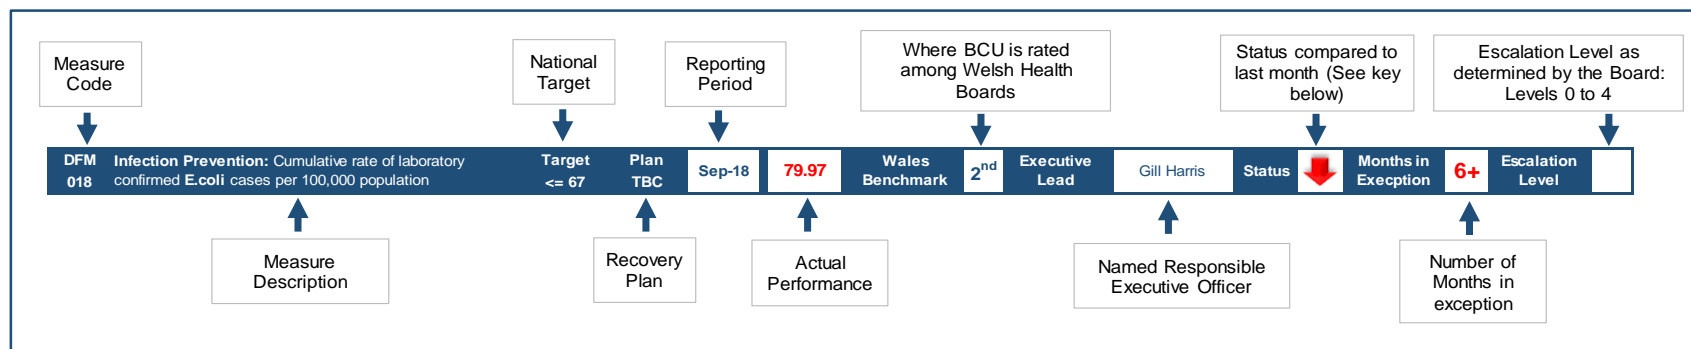 Measure
Code
National
Target
Reporting
Period
Where BCU is rated
among Welsh Health
Boards
Status compared to
last month (See key
below)
Escalation Level as
determined by the Board:
Levels 0 to 4
DFM
018
Infection Prevention: Cumulative rate of laboratory
confirmed E.coli cases per 100,000 population
Target
<= 67
Plan
TBC
Sep-18
79.97
Wales
Benchmark
2nd
Executive
Lead
Gill Harris
Status
Months in
Execption
6+
Escalation
Level
Measure
Description
Recovery
Plan
Actual
Performance
Named Responsible
Executive Officer
Number of
Months in
exception